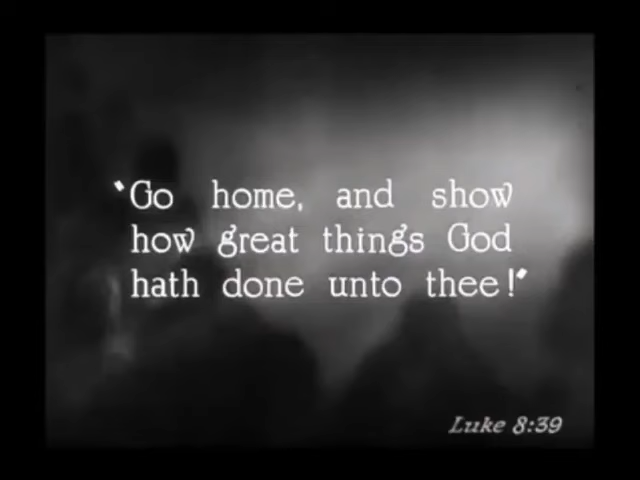 'Go home, and show
how great things God
hath done unto thee!'
Luke 8:39